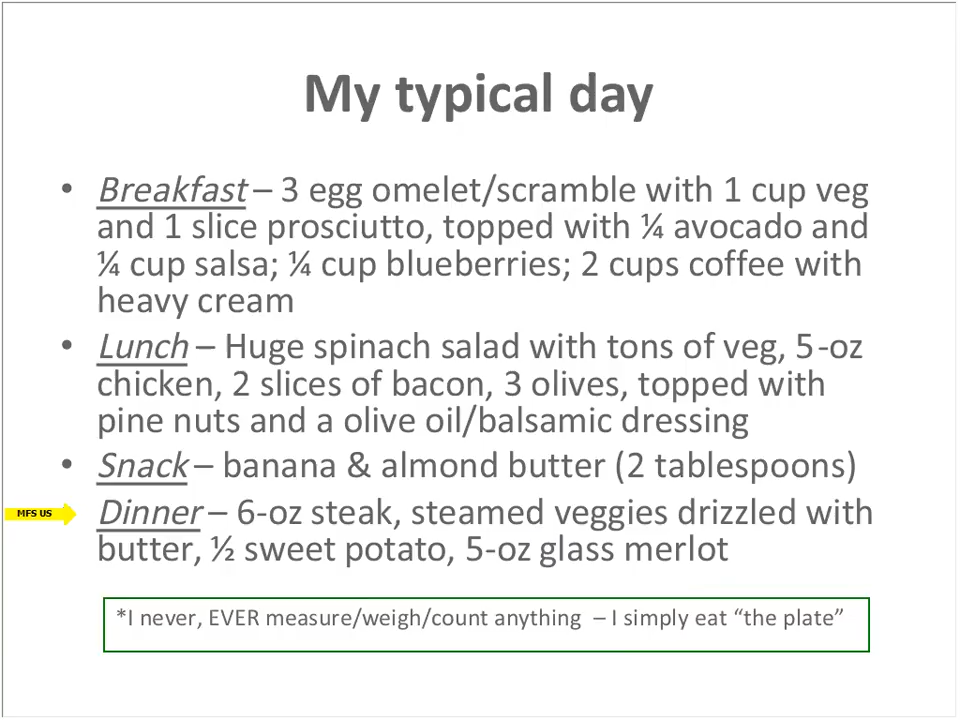 My typical day
• Breakfast – 3 egg omelet/scramble with 1 cup veg
and 1 slice prosciutto, topped with ¼ avocado and
¼ cup salsa; ¼ cup blueberries; 2 cups coffee with
heavy cream
• Lunch – Huge spinach salad with tons of veg, 5-oz
chicken, 2 slices of bacon, 3 olives, topped with
pine nuts and a olive oil/balsamic dressing
• Snack – banana & almond butter (2 tablespoons)
MFS US
Dinner – 6-oz steak, steamed veggies drizzled with
butter, ½ sweet potato, 5-oz glass merlot
*I never, EVER measure/weigh/count anything – I simply eat “the plate”